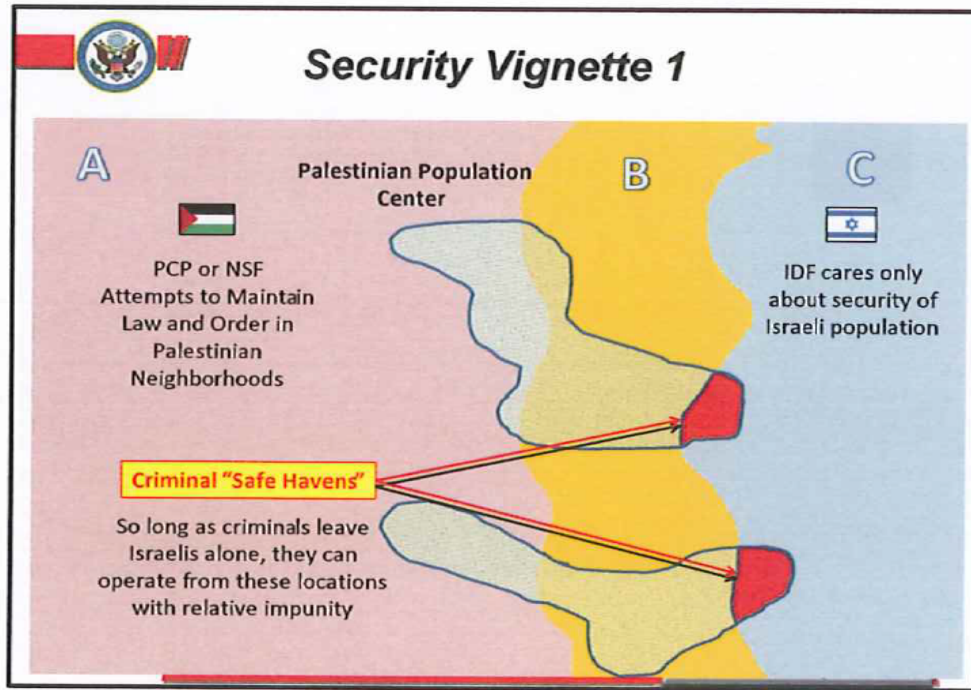 Security Vignette 1
A
B
C
Palestinian Population
Center
PCP or NSF
Attempts to Maintain
Law and Order in
Palestinian
Neighborhoods
IDF cares only
about security of
Israeli population
Criminal “Safe Havens”
So long as criminals leave
Israelis alone, they can
operate from these locations
with relative impunity